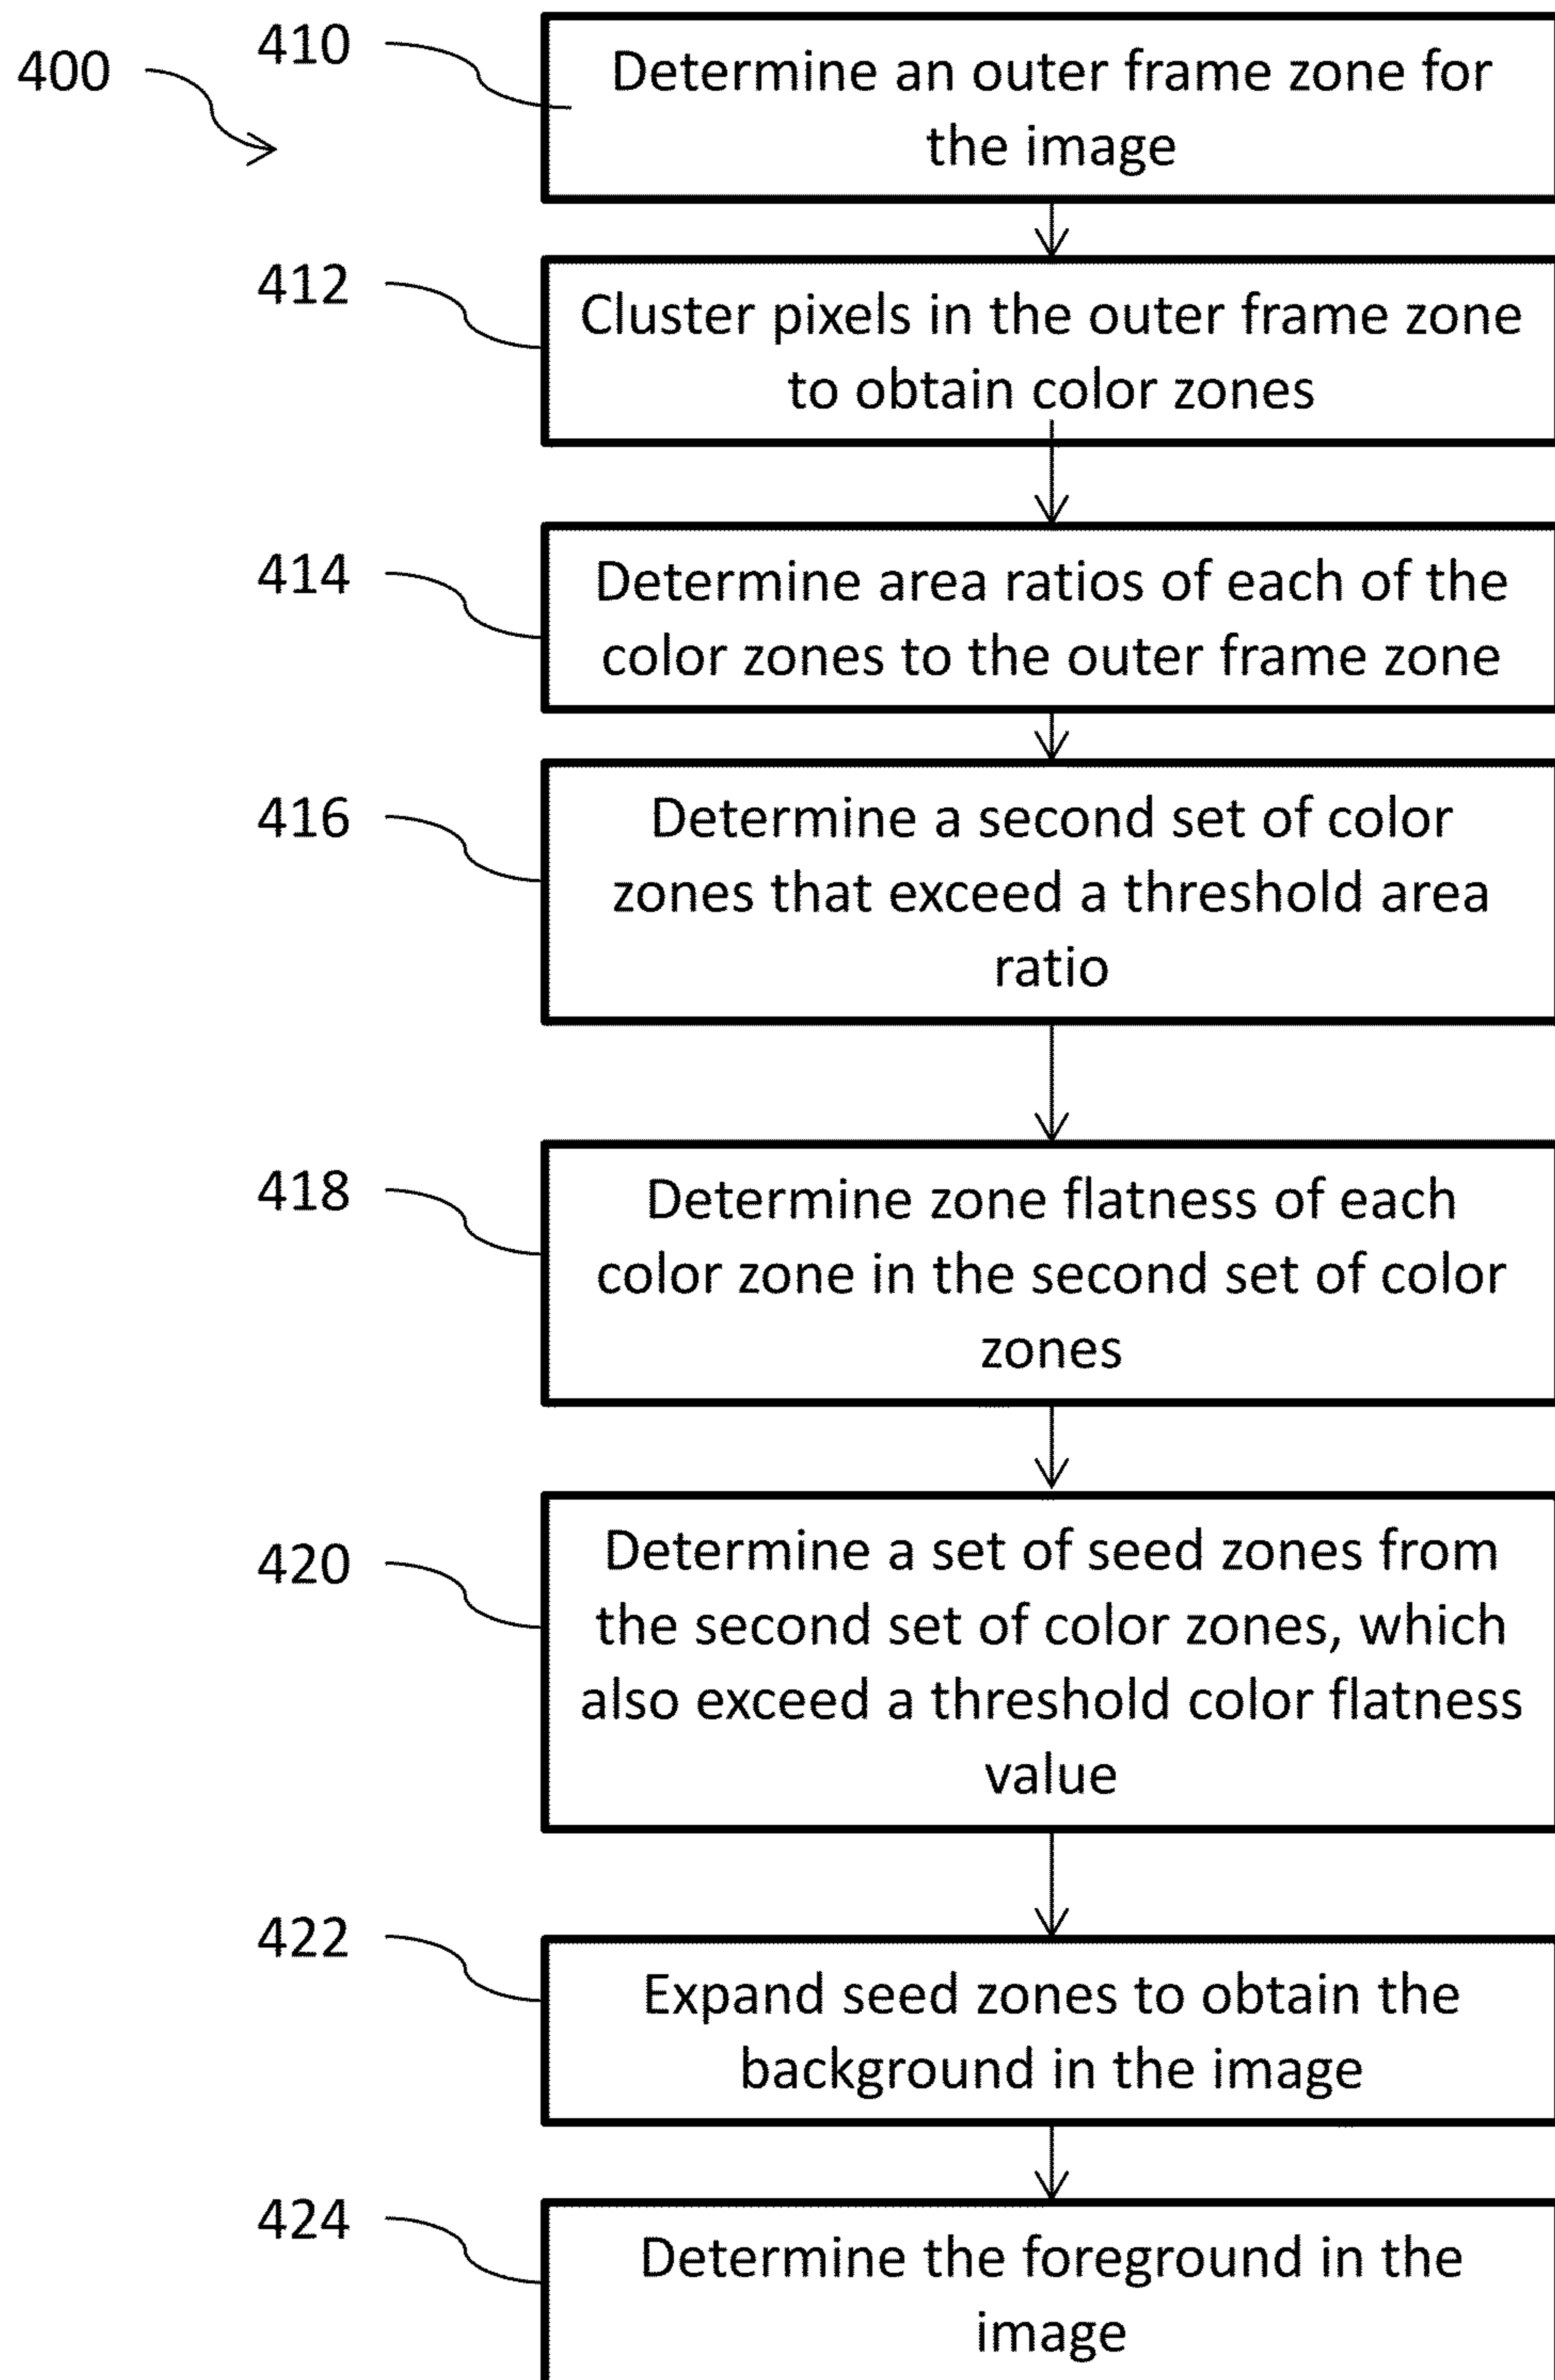 400
410
Determine an outer frame zone for
the image
412
Cluster pixels in the outer frame zone
to obtain color zones
414
Determine area ratios of each of the
color zones to the outer frame zone
416
Determine a second set of color
zones that exceed a threshold area
ratio
418
Determine zone flatness of each
color zone in the second set of color
zones
420
Determine a set of seed zones from
the second set of color zones, which
also exceed a threshold color flatness
value
422
Expand seed zones to obtain the
background in the image
424
Determine the foreground in the
image